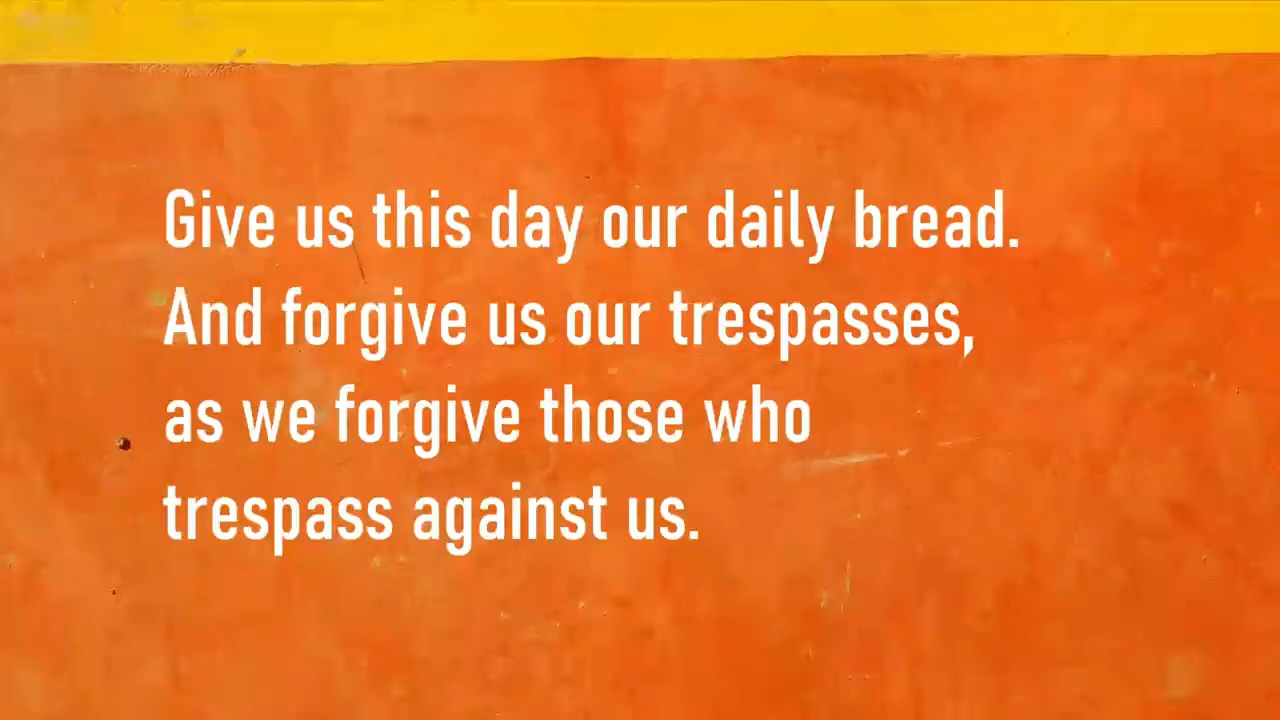 Give us this day our daily bread.
And forgive us our trespasses,
as we forgive those who
trespass against us.